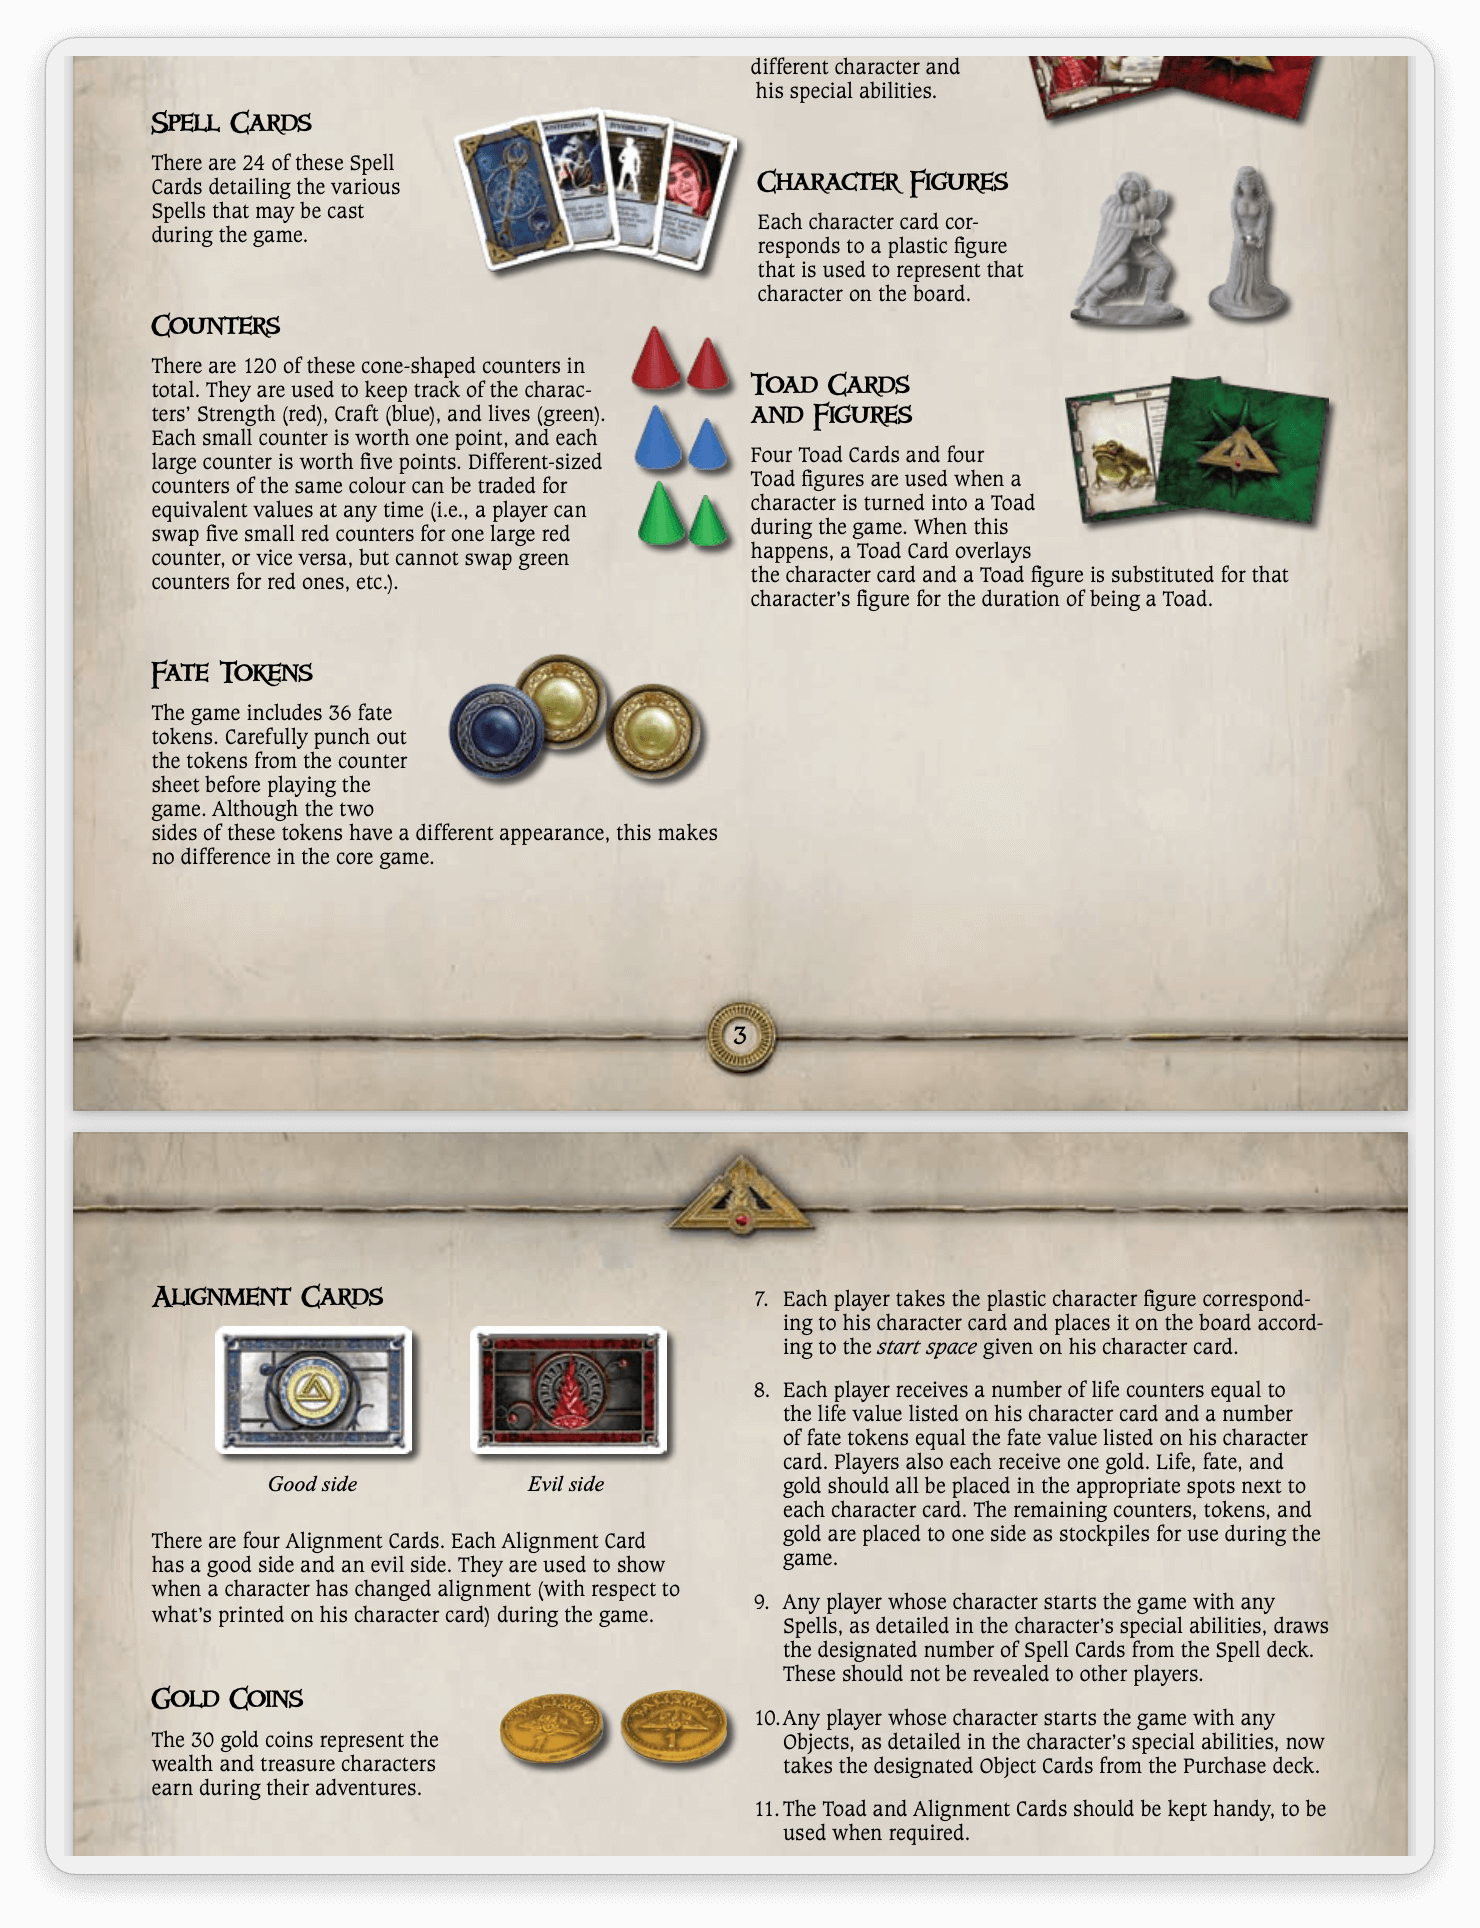 SPELL CARDS
There are 24 of these Spell
Cards detailing the various
Spells that may be cast
during the game.
COUNTERS
There are 120 of these cone-shaped counters in
total. They are used to keep track of the charac-
ters' Strength (red), Craft (blue), and lives (green).
Each small counter is worth one point, and each
large counter is worth five points. Different-sized
counters of the same colour can be traded for
equivalent values at any time (i.e., a player can
swap five small red counters for one large red
counter, or vice versa, but cannot swap green
counters for red ones, etc.).
FATE TOKENS
The game includes 36 fate
tokens. Carefully punch out
the tokens from the counter
sheet before playing the
game. Although the two
sides of these tokens have a different appearance, this makes
no difference in the core game.
different character and
his special abilities.
CHARACTER FIGURES
Each character card cor-
responds to a plastic figure
that is used to represent that
character on the board.
TOAD CARDS
AND FIGURES
Four Toad Cards and four
Toad figures are used when a
character is turned into a Toad
during the game. When this
happens, a Toad Card overlays
the character card and a Toad figure is substituted for that
character's figure for the duration of being a Toad.
Toad
3
ALIGNMENT CARDS
Good side
Evil side
There are four Alignment Cards. Each Alignment Card
has a good side and an evil side. They are used to show
when a character has changed alignment (with respect to
what's printed on his character card) during the game.
GOLD COINS
The 30 gold coins represent the
wealth and treasure characters
earn during their adventures.
TALISMAN
1
TALISMAN
1
7. Each player takes the plastic character figure correspond-
ing to his character card and places it on the board accord-
ing to the start space given on his character card.
8. Each player receives a number of life counters equal to
the life value listed on his character card and a number
of fate tokens equal the fate value listed on his character
card. Players also each receive one gold. Life, fate, and
gold should all be placed in the appropriate spots next to
each character card. The remaining counters, tokens, and
gold are placed to one side as stockpiles for use during the
game.
9. Any player whose character starts the game with any
Spells, as detailed in the character's special abilities, draws
the designated number of Spell Cards from the Spell deck.
These should not be revealed to other players.
10. Any player whose character starts the game with any
Objects, as detailed in the character's special abilities, now
takes the designated Object Cards from the Purchase deck.
11. The Toad and Alignment Cards should be kept handy, to be
used when required.